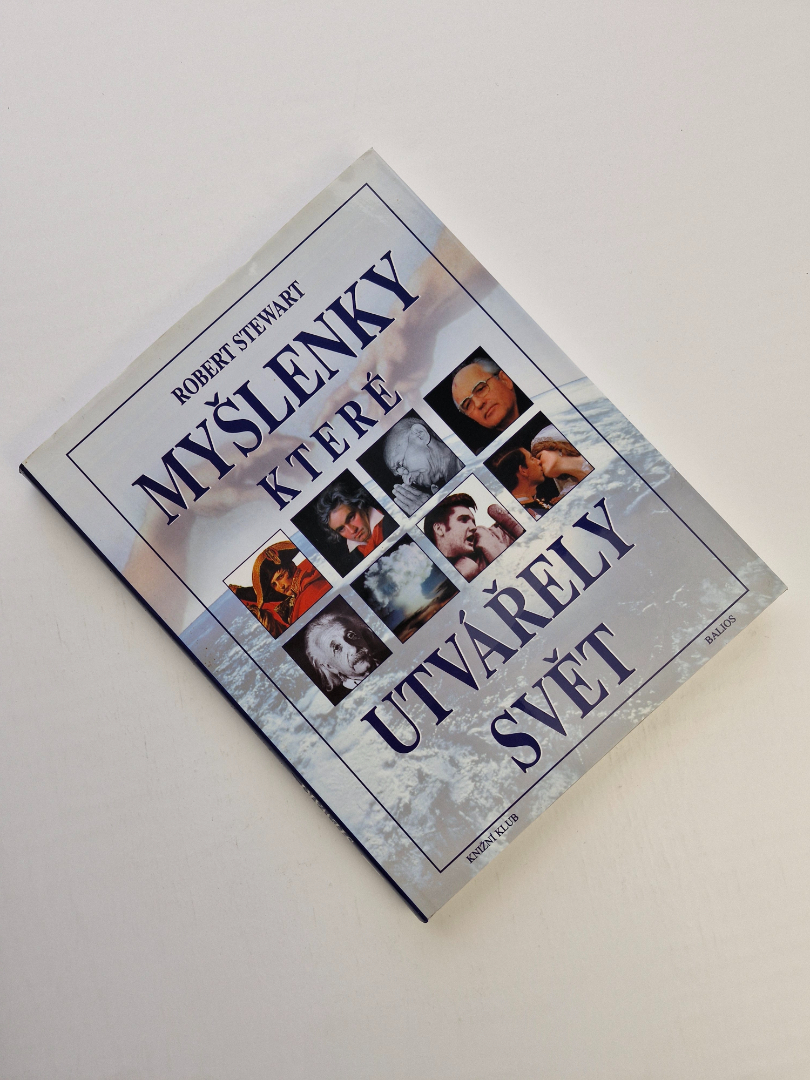 ROBERT STEWART
MYŠLENKY
KTERÉ
UTVÁŘELY
SVĚT
KNIŽNÍ KLUB
BALIOS